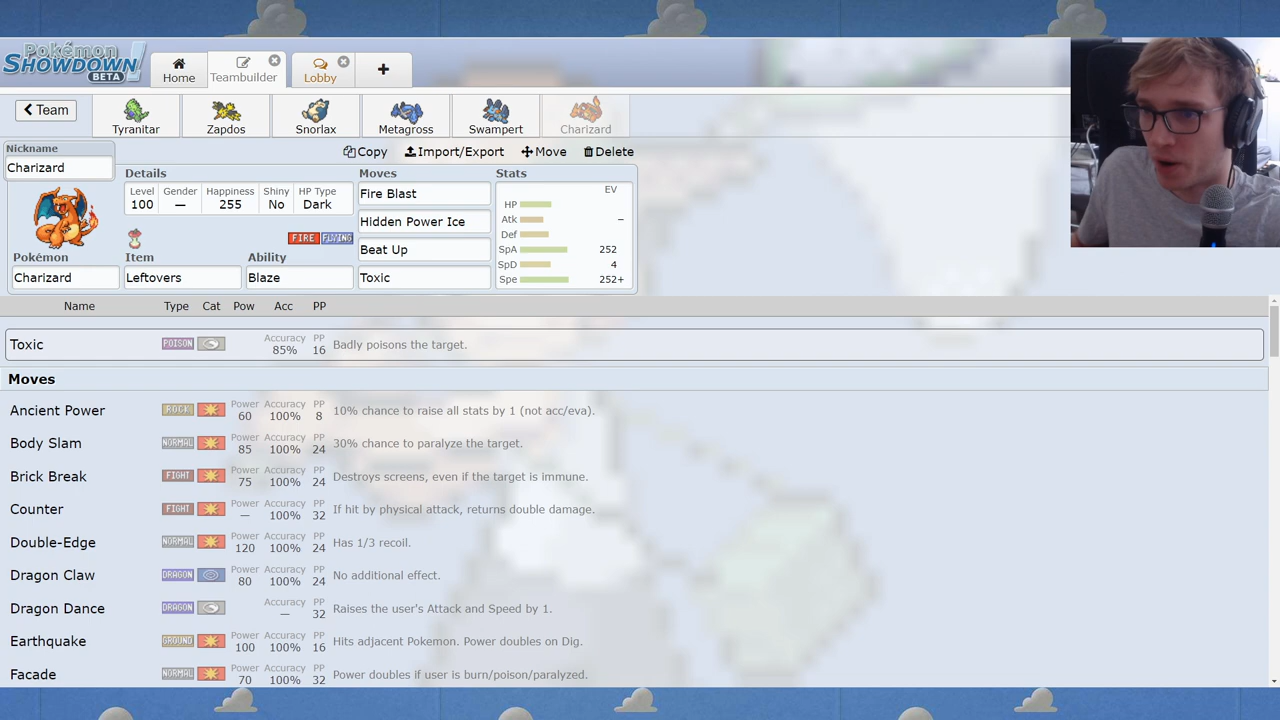 Pokémon
SHOWDOWN!
BETA
Home
Teambuilder
Lobby
+
Team
Tyranitar
Zapdos
Snorlax
Metagross
Swampert
Charizard
Nickname
Charizard
Copy
Import/Export
Move
Delete
Details
Level
100
Gender
—
Happiness
255
Shiny
No
HP Type
Dark
FIRE
FLYING
Pokémon
Charizard
Item
Leftovers
Ability
Blaze
Moves
Fire Blast
Hidden Power Ice
Beat Up
Toxic
Stats
EV
HP
Atk –
Def
SpA 252
SpD 4
Spe 252+
Name Type Cat Pow Acc PP
Toxic POISON Accuracy 85% PP 16 Badly poisons the target.
Moves
Ancient Power ROCK Power 60 Accuracy 100% PP 8 10% chance to raise all stats by 1 (not acc/eva).
Body Slam NORMAL Power 85 Accuracy 100% PP 24 30% chance to paralyze the target.
Brick Break FIGHT Power 75 Accuracy 100% PP 24 Destroys screens, even if the target is immune.
Counter FIGHT Power — Accuracy 100% PP 32 If hit by physical attack, returns double damage.
Double-Edge NORMAL Power 120 Accuracy 100% PP 24 Has 1/3 recoil.
Dragon Claw DRAGON Power 80 Accuracy 100% PP 24 No additional effect.
Dragon Dance DRAGON Accuracy — PP 32 Raises the user's Attack and Speed by 1.
Earthquake GROUND Power 100 Accuracy 100% PP 16 Hits adjacent Pokemon. Power doubles on Dig.
Facade NORMAL Power 70 Accuracy 100% PP 32 Power doubles if user is burn/poison/paralyzed.